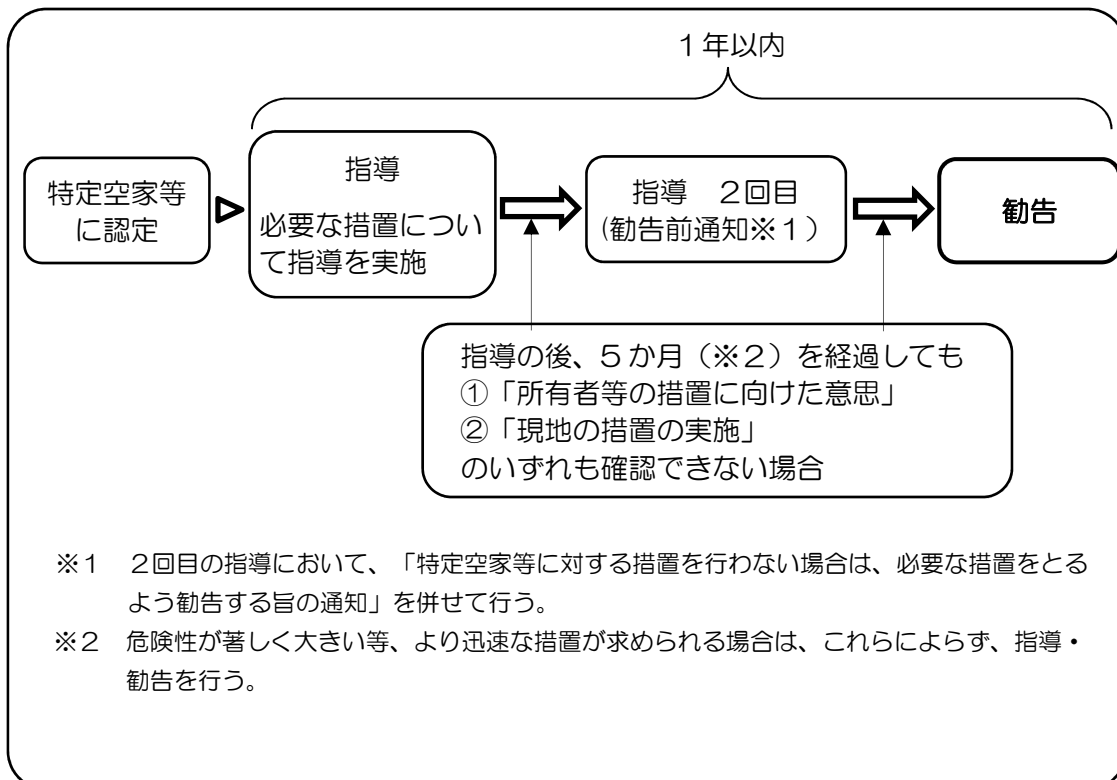 1年以内
特定空家等
に認定
指導
必要な措置につい
て指導を実施
指導　2回目
(勧告前通知※1)
勧告
指導の後、5か月(※2)を経過しても
①「所有者等の措置に向けた意思」
②「現地の措置の実施」
のいずれも確認できない場合
※1　2回目の指導において、「特定空家等に対する措置を行わない場合は、必要な措置をとる
よう勧告する旨の通知」を併せて行う。
※2　危険性が著しく大きい等、より迅速な措置が求められる場合は、これらによらず、指導・
勧告を行う。